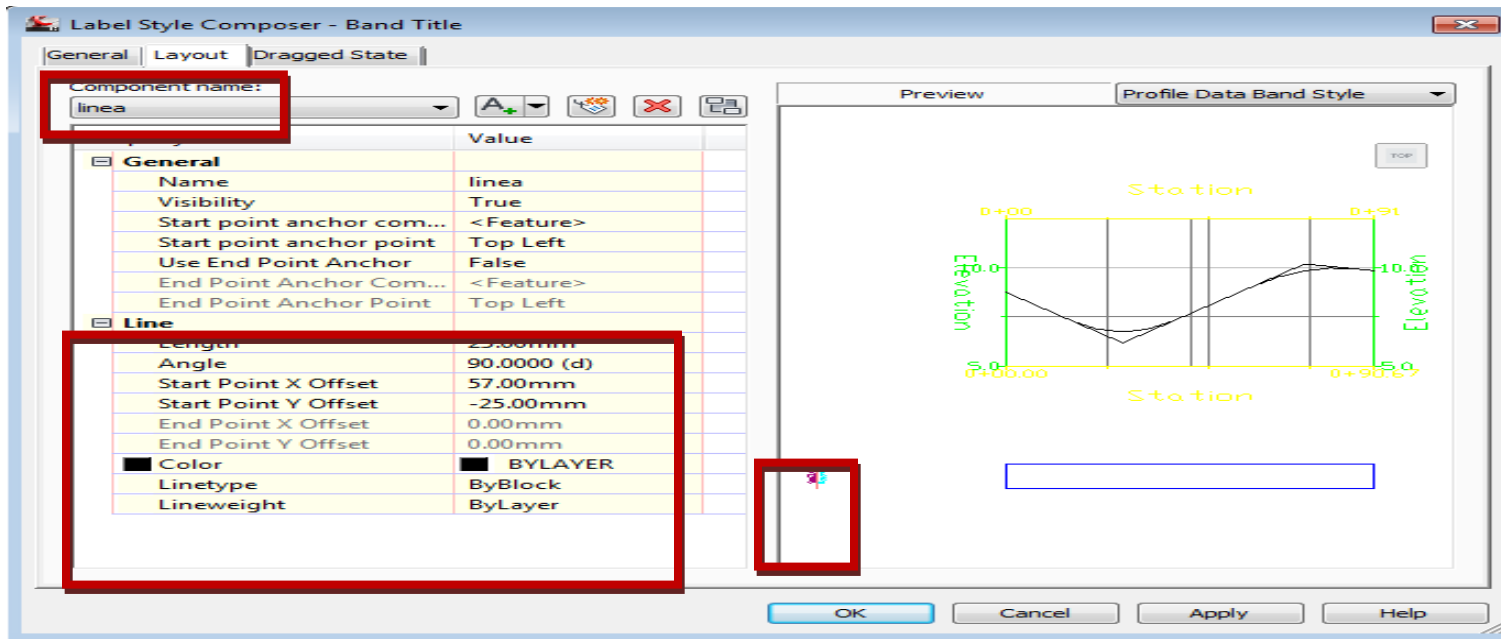 Label Style Composer - Band Title
General Layout Dragged State
Component name:
linea
Preview
Profile Data Band Style
Value
General
Name linea
Visibility True
Start point anchor com... <Feature>
Start point anchor point Top Left
Use End Point Anchor False
End Point Anchor Com... <Feature>
End Point Anchor Point Top Left
Line
Length 25.00mm
Angle 90.0000 (d)
Start Point X Offset 57.00mm
Start Point Y Offset -25.00mm
End Point X Offset 0.00mm
End Point Y Offset 0.00mm
Color BYLAYER
Linetype ByBlock
Lineweight ByLayer
TOP
Station
0+00 0+91
Elevation
Elevation
5.0 5.0
0+00.00 0+90.67
Station
OK Cancel Apply Help